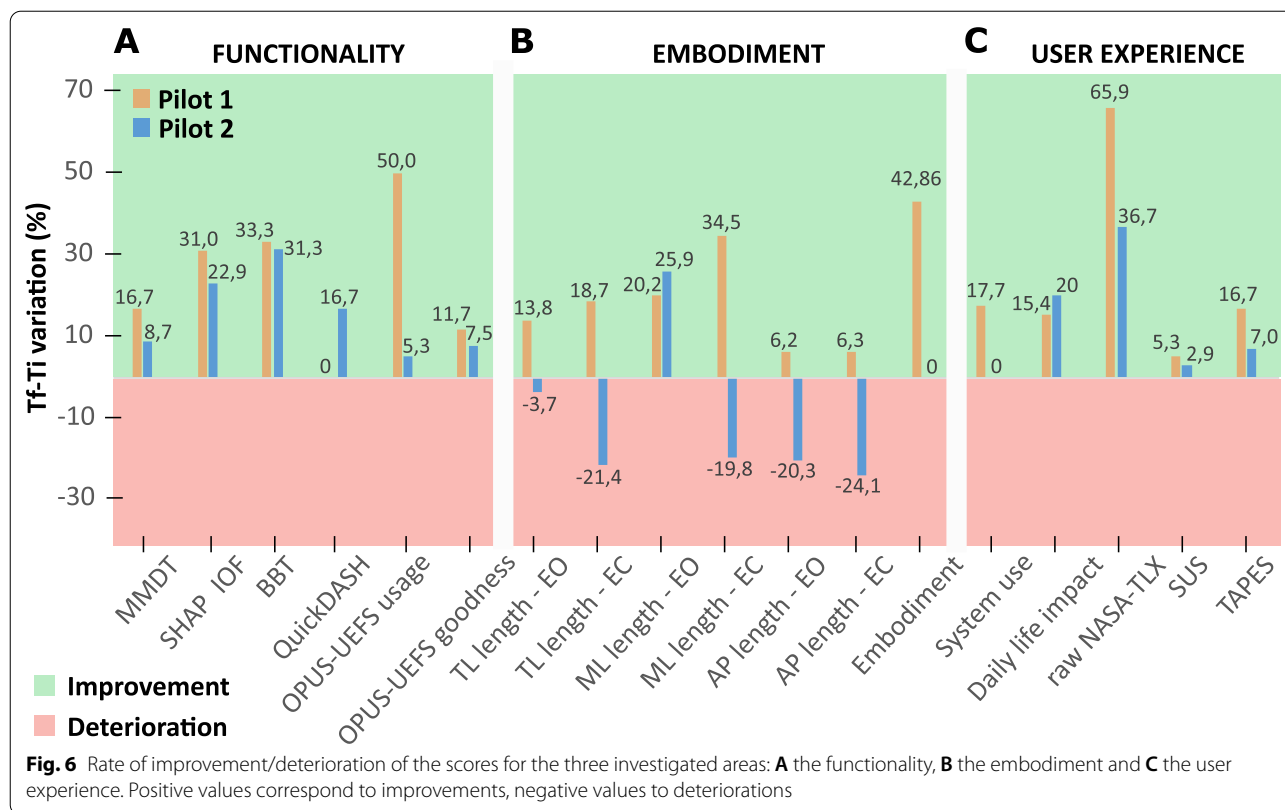 A FUNCTIONALITY
B EMBODIMENT
C USER EXPERIENCE
Tf-Ti variation (%)
70
50
30
10
-10
-30
Pilot 1
Pilot 2
16,7
8,7
31,0
22,9
33,3
31,3
0
16,7
50,0
5,3
11,7
7,5
13,8
-3,7
18,7
-21,4
20,2
25,9
34,5
-19,8
6,2
-20,3
6,3
-24,1
42,86
0
17,7
0
15,4
20
65,9
36,7
5,3
2,9
16,7
7,0
MMDT
SHAP IOF
BBT
QuickDASH
OPUS-UEFS usage
OPUS-UEFS goodness
TL length - EO
TL length - EC
ML length - EO
ML length - EC
AP length - EO
AP length - EC
Embodiment
System use
Daily life impact
raw NASA-TLX
SUS
TAPES
Improvement
Deterioration
Fig. 6 Rate of improvement/deterioration of the scores for the three investigated areas: A the functionality, B the embodiment and C the user
experience. Positive values correspond to improvements, negative values to deteriorations